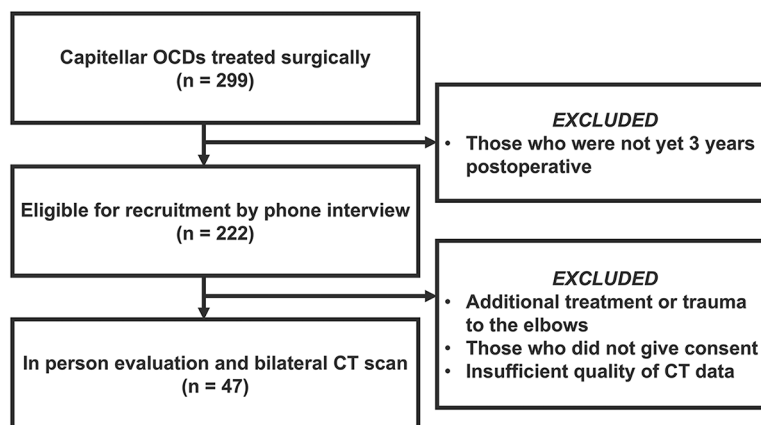 Capitellar OCDs treated surgically
(n = 299)
EXCLUDED
• Those who were not yet 3 years
postoperative
Eligible for recruitment by phone interview
(n = 222)
EXCLUDED
• Additional treatment or trauma
to the elbows
• Those who did not give consent
• Insufficient quality of CT data
In person evaluation and bilateral CT scan
(n = 47)